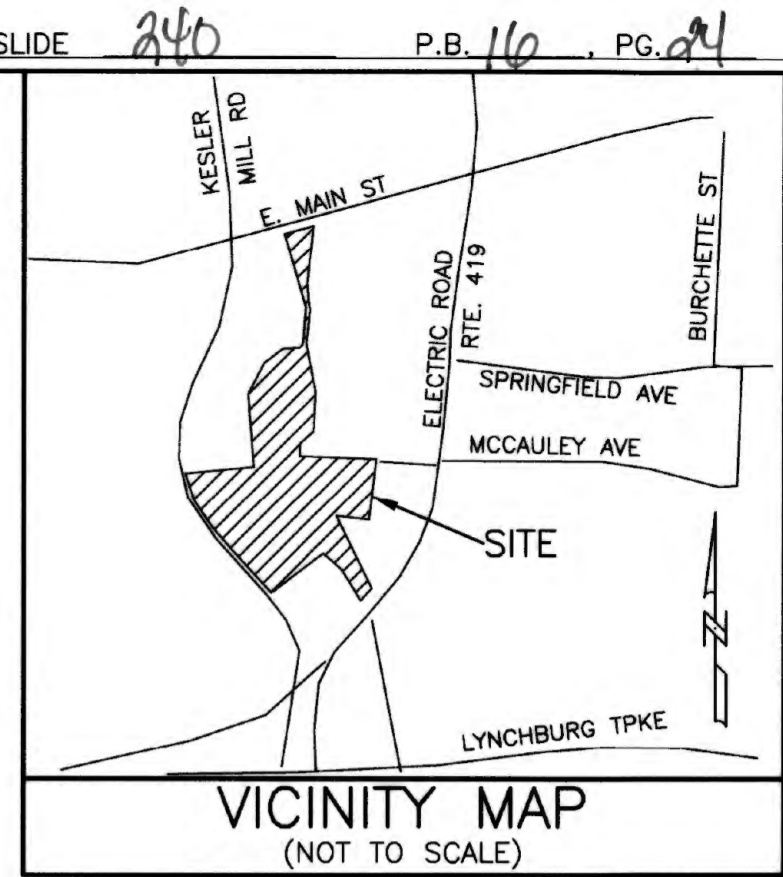 SLIDE 240 P.B. 16, PG. 24
KESLER
MILL RD
E. MAIN ST
ELECTRIC ROAD
RTE. 419
BURCHETTE ST
SPRINGFIELD AVE
MCCAULEY AVE
SITE
N
LYNCHBURG TPKE
VICINITY MAP
(NOT TO SCALE)